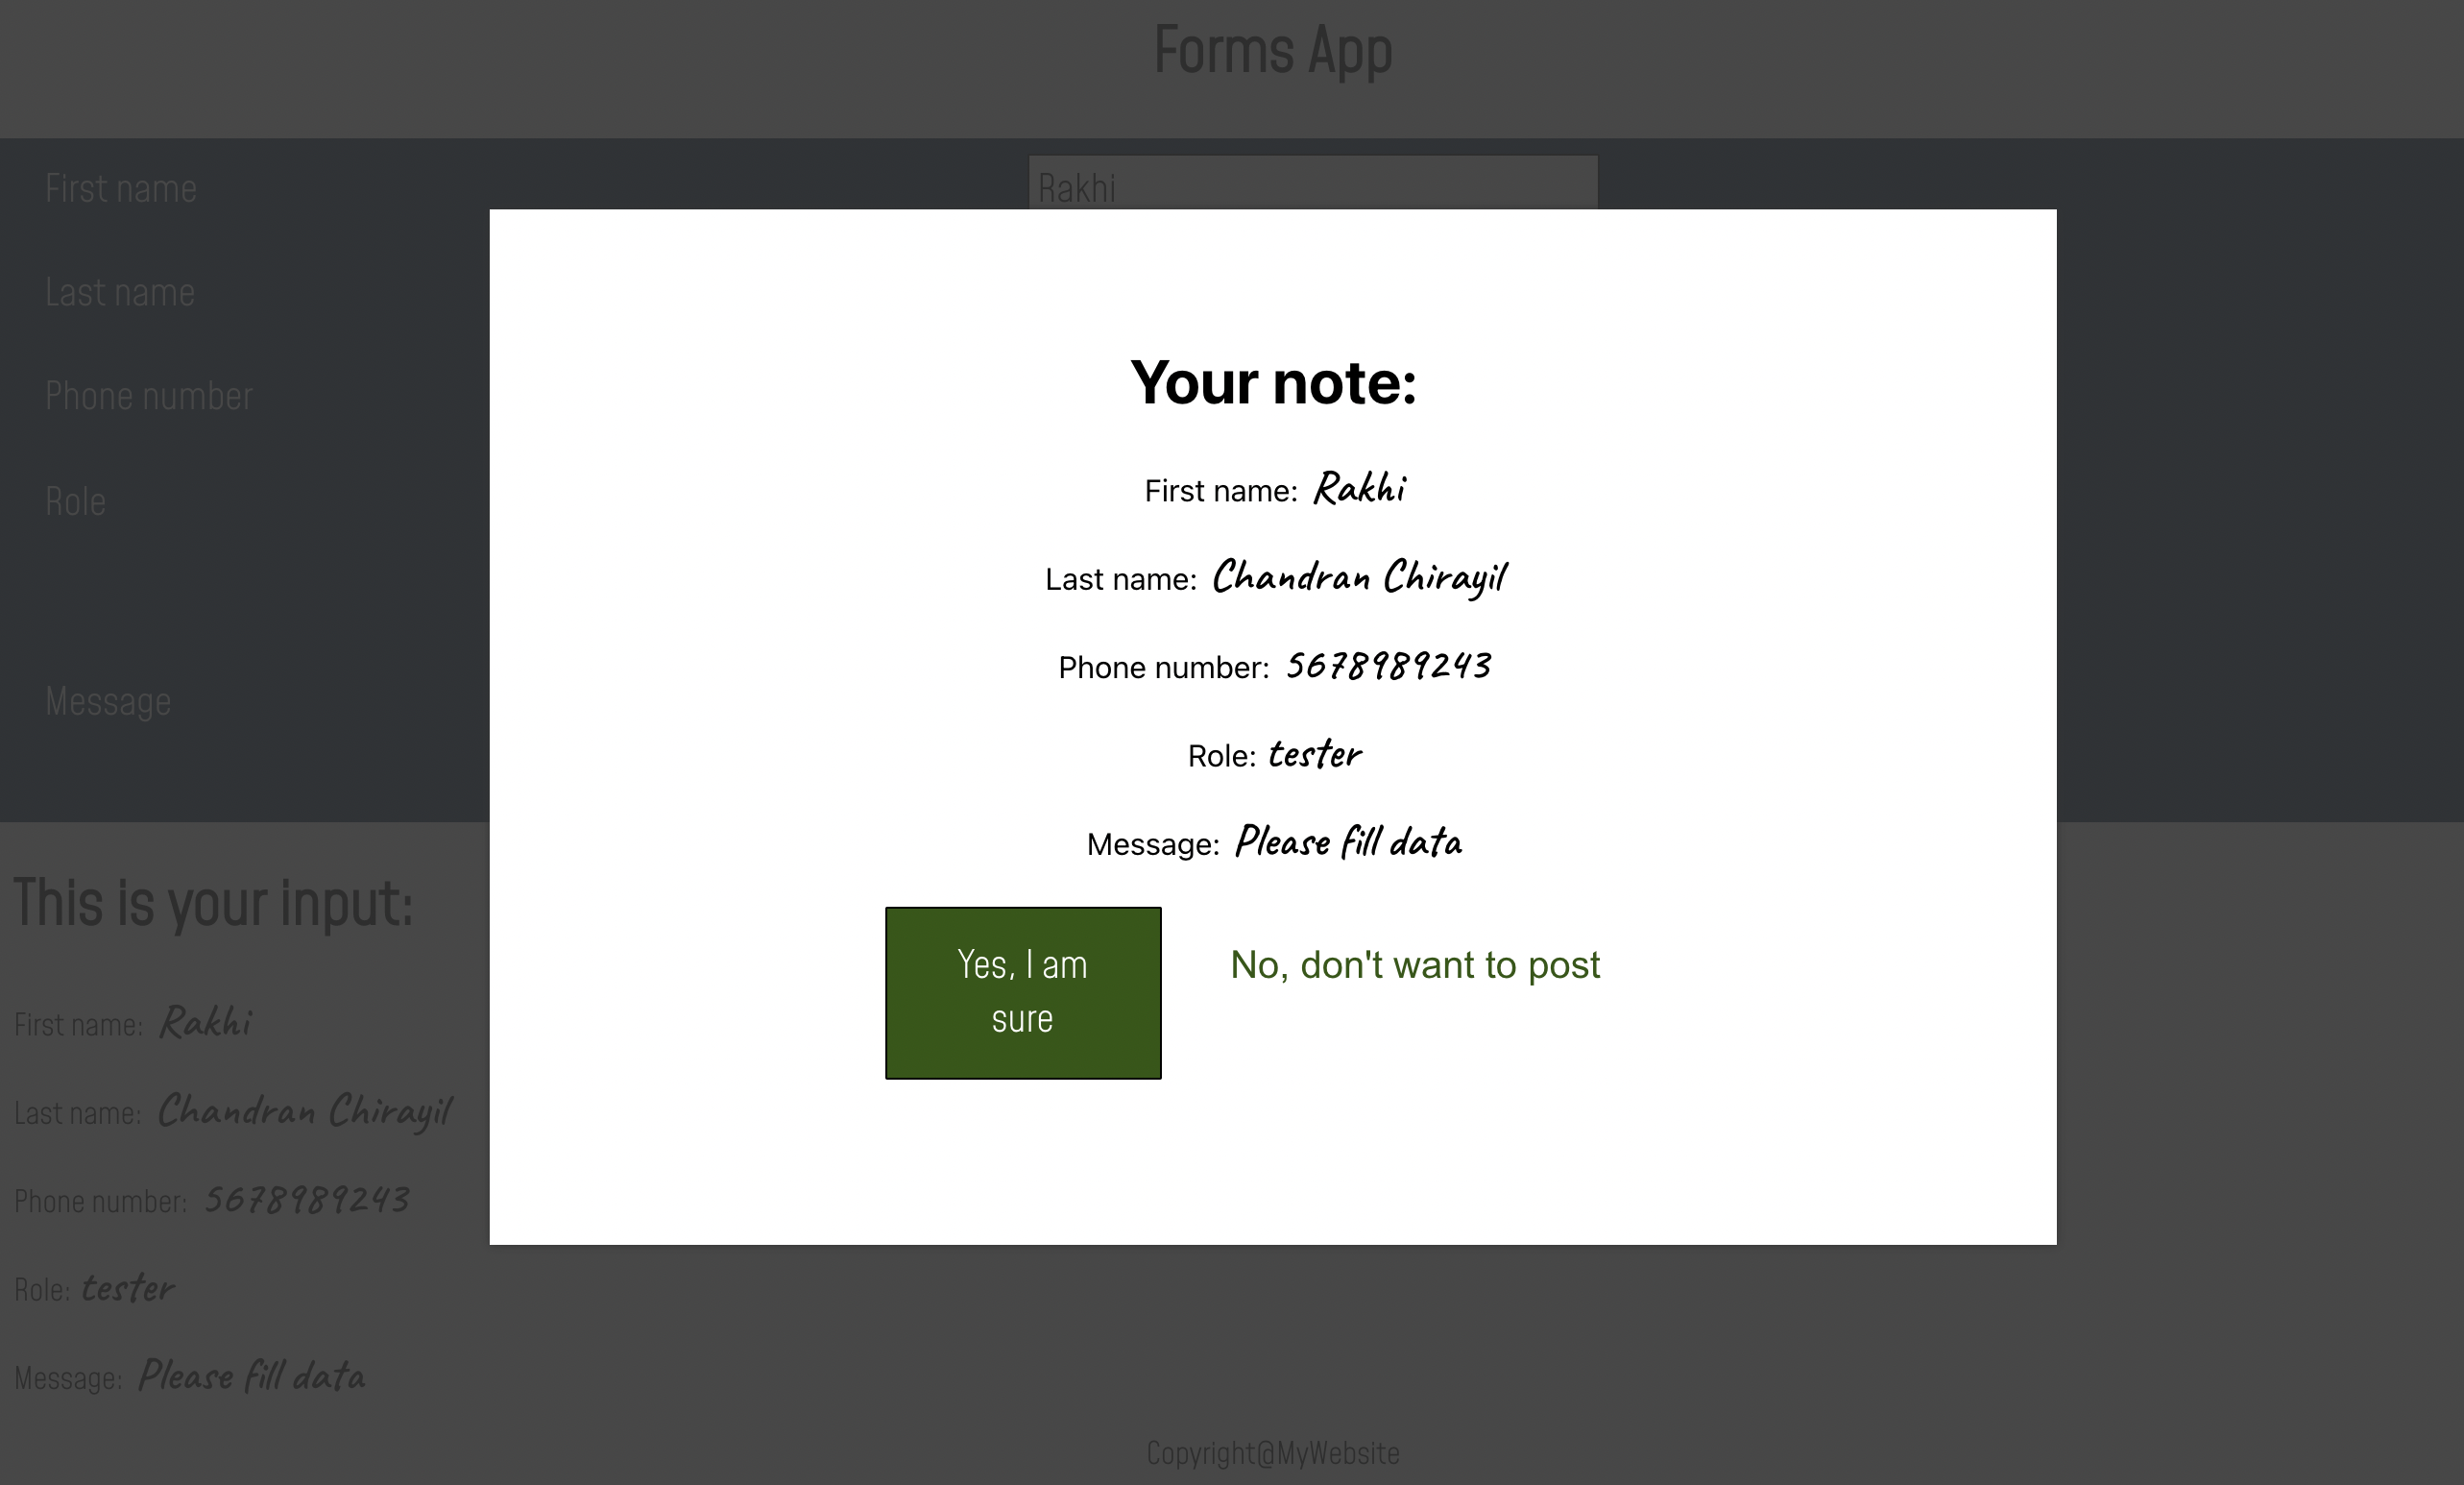 Forms App
First name
Rakhi
Last name
Phone number
Role
Message
Your note:
First name: Rakhi
Last name: Chandran Chirayil
Phone number: 5678989243
Role: tester
Message: Please fill data
Yes, I am
sure
No, don't want to post
This is your input:
First name: Rakhi
Last name: Chandran Chirayil
Phone number: 5678989243
Role: tester
Message: Please fill data
Copyright@MyWebsite